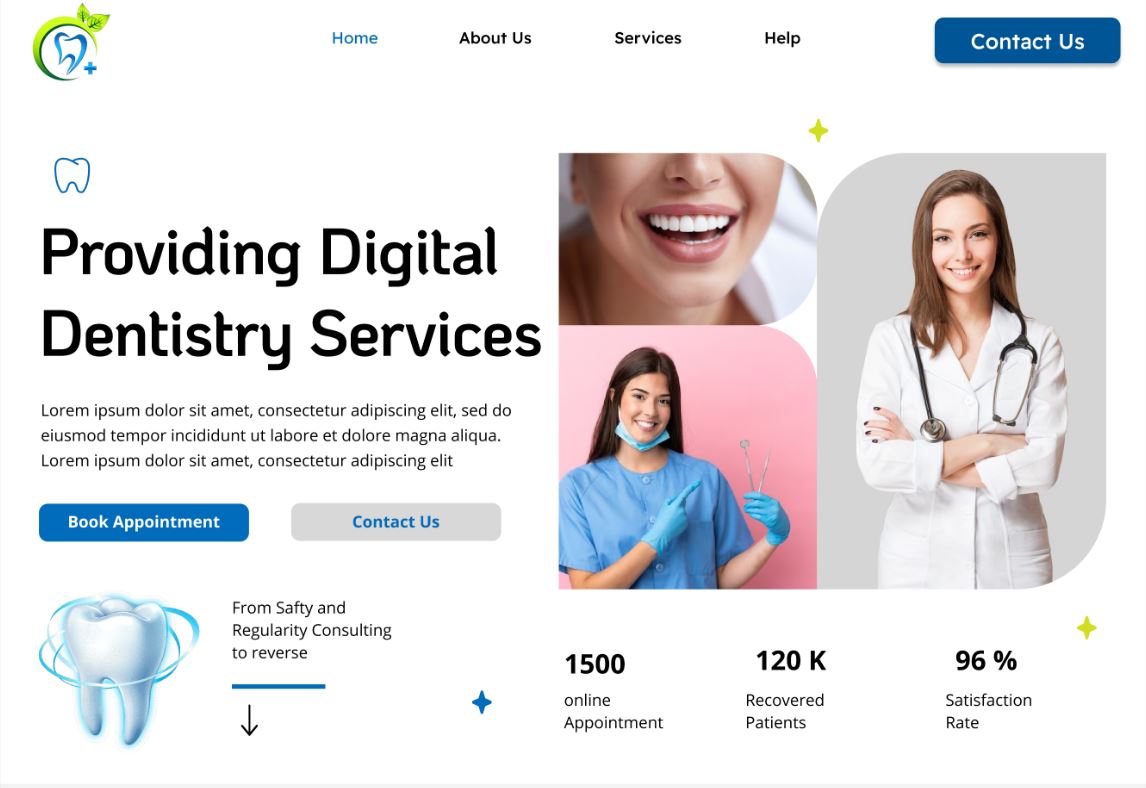 Home
About Us
Services
Help
Contact Us
Providing Digital
Dentistry Services
Lorem ipsum dolor sit amet, consectetur adipiscing elit, sed do
eiusmod tempor incididunt ut labore et dolore magna aliqua.
Lorem ipsum dolor sit amet, consectetur adipiscing elit
Book Appointment
Contact Us
From Safty and
Regularity Consulting
to reverse
1500
online
Appointment
120 K
Recovered
Patients
96 %
Satisfaction
Rate